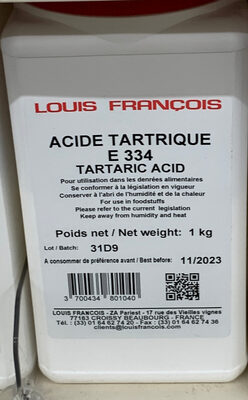 LOUIS FRANÇOIS
ACIDE TARTRIQUE
E 334
TARTARIC ACID
Pour utilisation dans les denrées alimentaires
Se conformer à la législation en vigueur
Conserver à l'abri de l'humidité et de la chaleur
For use in foodstuffs
Please refer to the current legislation
Keep away from humidity and heat
Poids net / Net weight: 1 kg
Lot / Batch: 31D9
A consommer de préférence avant / Best before: 11/2023
3 700434 801040
LOUIS FRANCOIS - ZA Pariest - 17 rue des Vieilles vignes
77183 CROISSY BEAUBOURG - FRANCE
Tél. : (33) 01 64 62 74 20 - Fax (33) 01 64 62 74 36
clients@louisfrancois.com